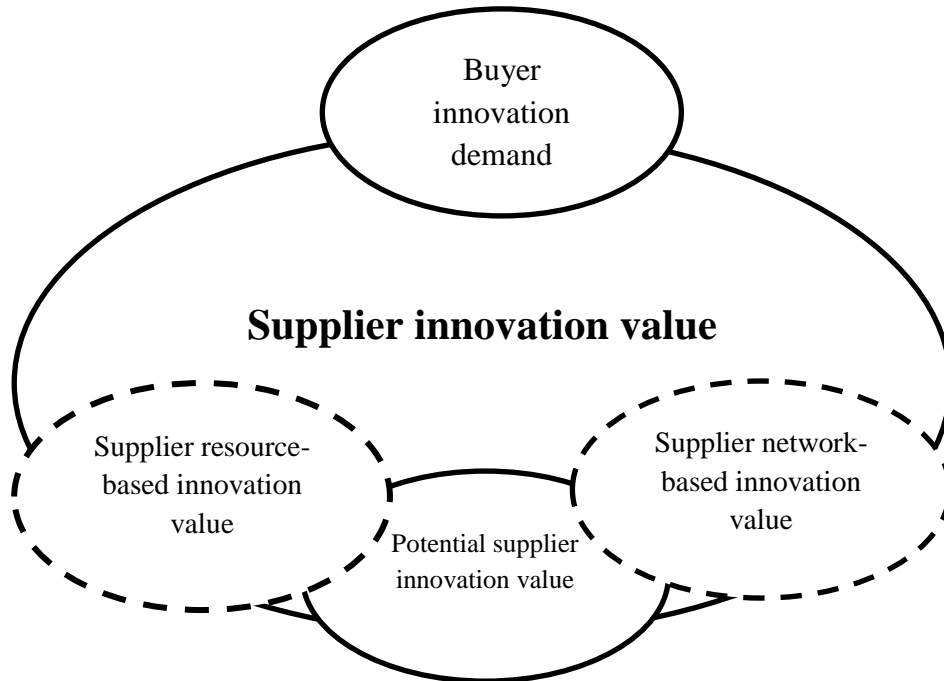 Buyer
innovation
demand
Supplier innovation value
Supplier resource-
based innovation
value
Supplier network-
based innovation
value
Potential supplier
innovation value